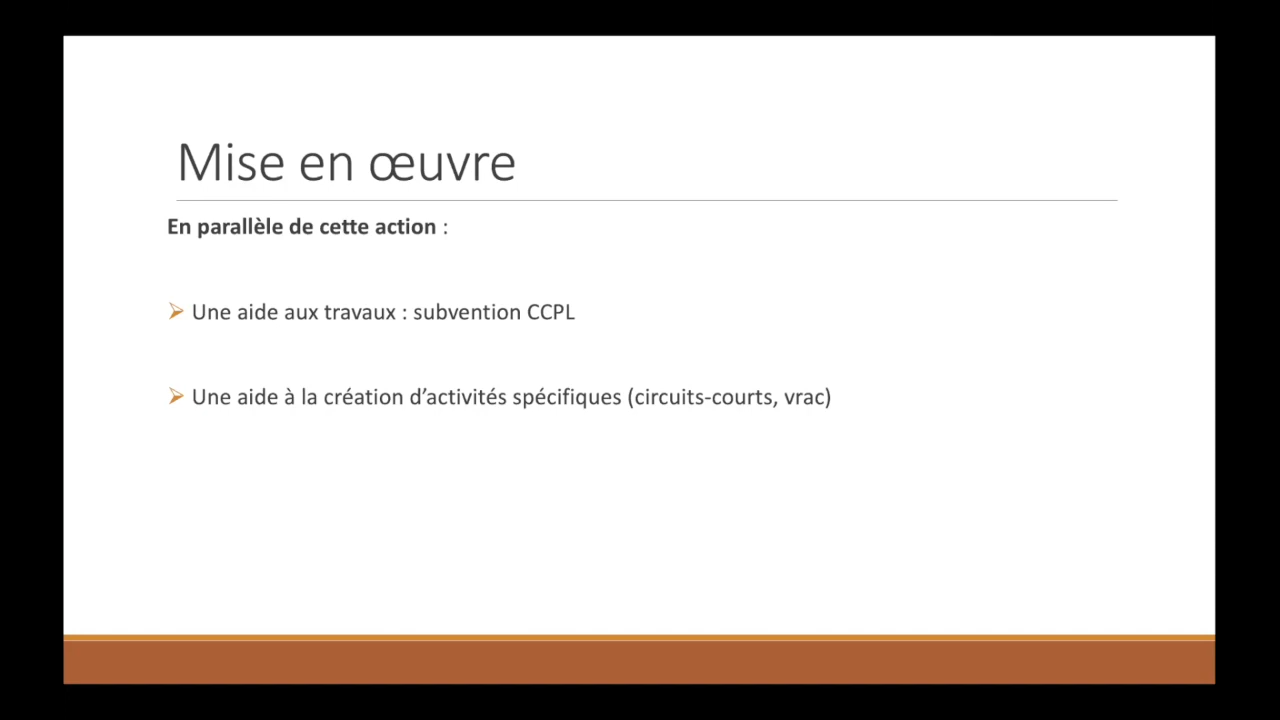 Mise en œuvre
En parallèle de cette action :
Une aide aux travaux : subvention CCPL
Une aide à la création d’activités spécifiques (circuits-courts, vrac)